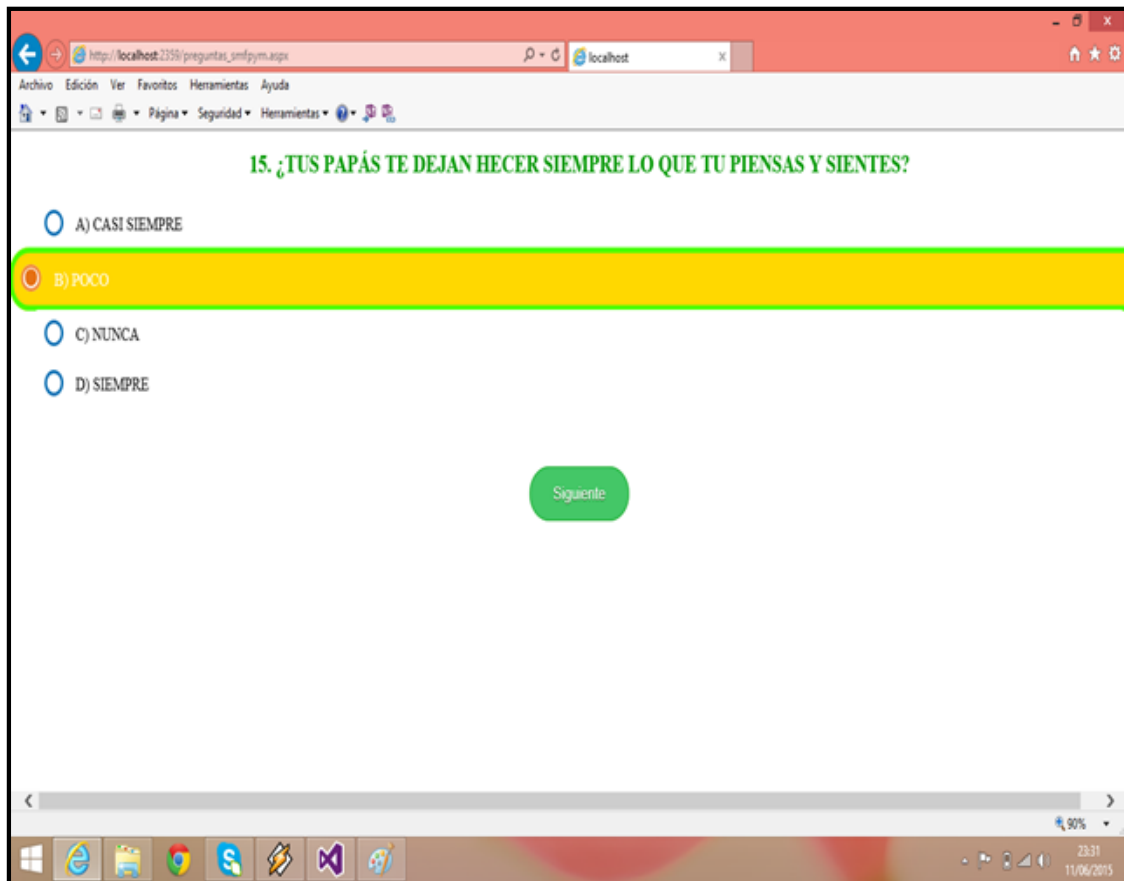 http://localhost:2359/preguntas_smfpym.aspx
localhost
Archivo Edición Ver Favoritos Herramientas Ayuda
Página Seguridad Herramientas
15. ¿TUS PAPÁS TE DEJAN HECER SIEMPRE LO QUE TU PIENSAS Y SIENTES?
A) CASI SIEMPRE
B) POCO
C) NUNCA
D) SIEMPRE
Siguiente
90%
23:31
11/06/2015